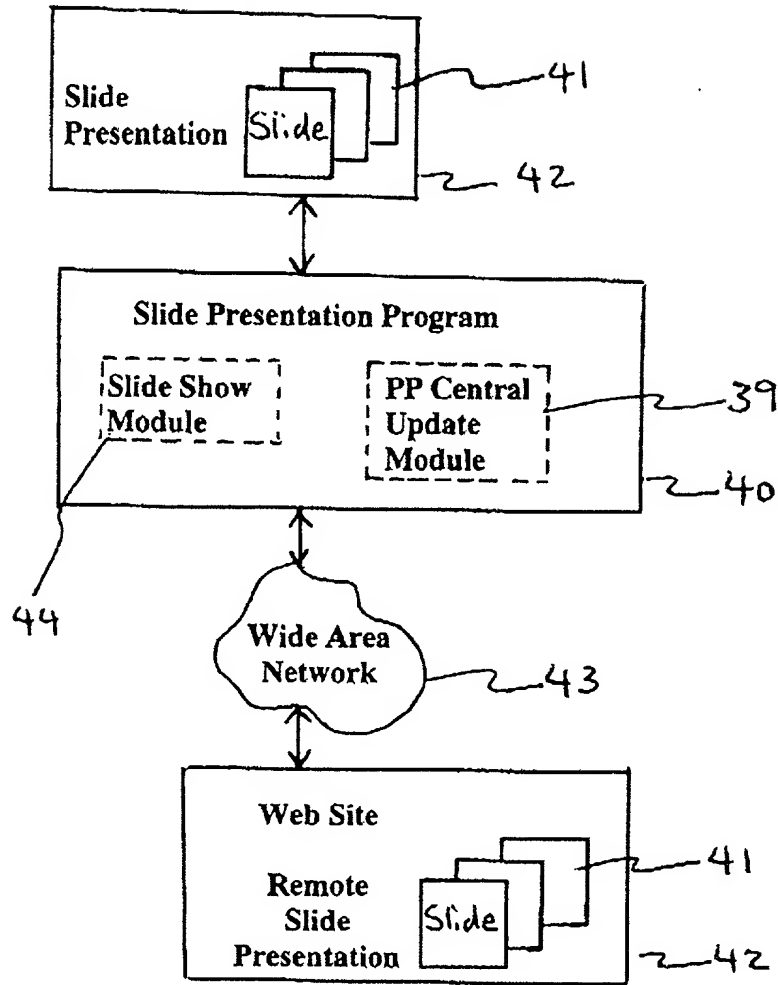 Slide
Presentation
Slide
41
42
Slide Presentation Program
Slide Show
Module
PP Central
Update
Module
39
40
44
Wide Area
Network
43
Web Site
Remote
Slide
Presentation
Slide
41
42